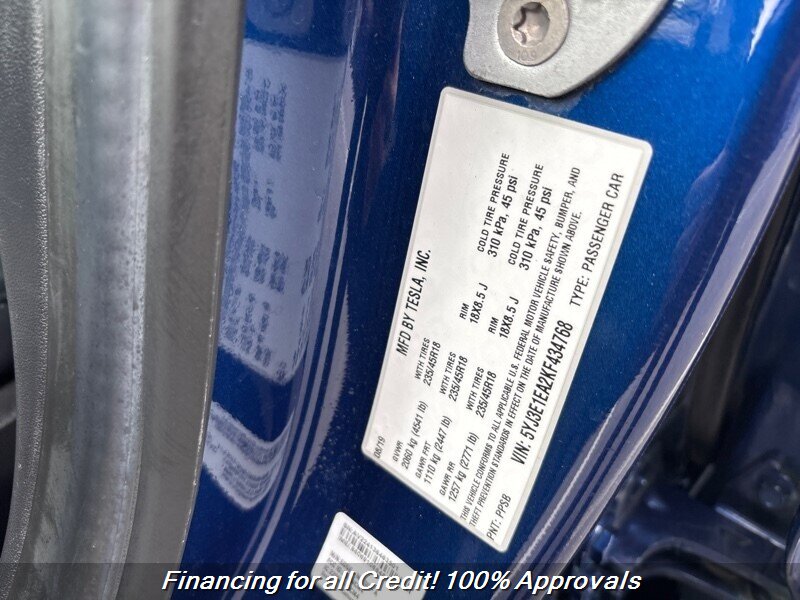 MFD BY TESLA, INC.
06/19
GVWR
2060 kg (4541 lb)
WITH TIRES
235/45R18
RIM
18X8.5 J
COLD TIRE PRESSURE
310 kPa, 45 psi
GAWR FRT
1110 kg (2447 lb)
WITH TIRES
235/45R18
RIM
18X8.5 J
COLD TIRE PRESSURE
310 kPa, 45 psi
GAWR RR
1257 kg (2771 lb)
WITH TIRES
235/45R18
THIS VEHICLE CONFORMS TO ALL APPLICABLE U.S. FEDERAL MOTOR VEHICLE SAFETY, BUMPER, AND
THEFT PREVENTION STANDARDS IN EFFECT ON THE DATE OF MANUFACTURE SHOWN ABOVE.
VIN: 5YJ3E1EA2KF434768
PNT: PPSB
TYPE: PASSENGER CAR
Financing for all Credit! 100% Approvals